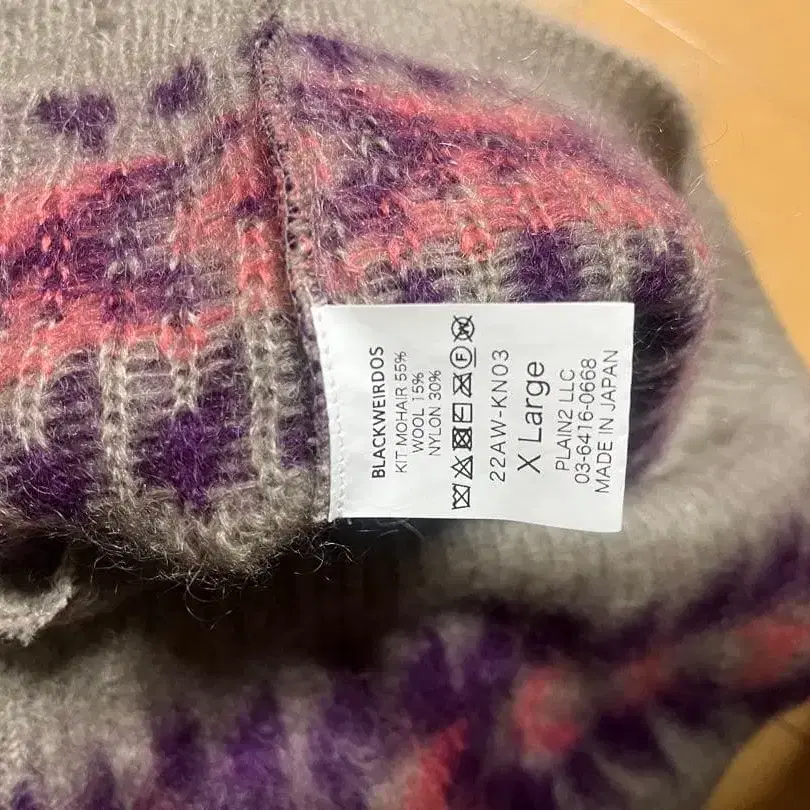 BLACKWEIRDOS
KIT MOHAIR 55%
WOOL 15%
NYLON 30%
22AW-KN03
X Large
PLAIN2 LLC
03-6416-0668
MADE IN JAPAN